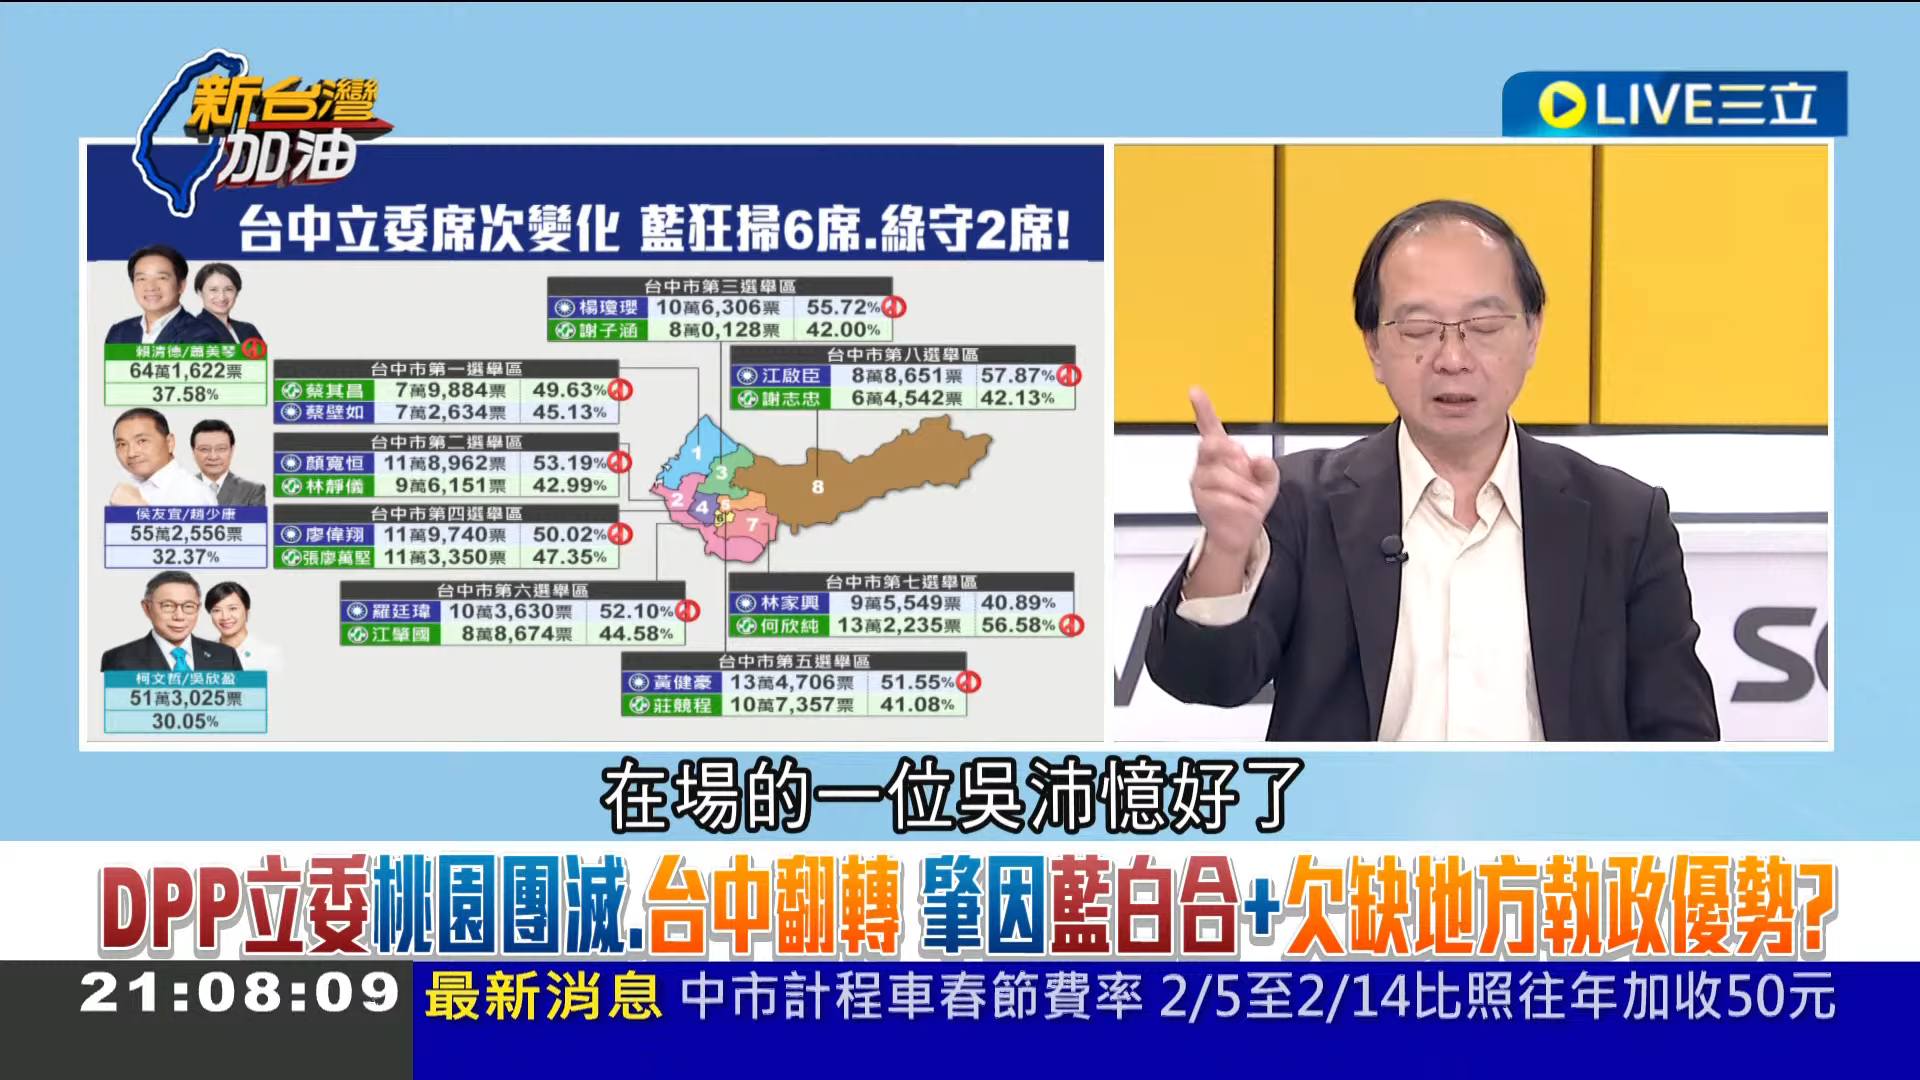 新台灣
加油
LIVE三立
台中立委席次變化 藍狂掃6席.綠守2席!
賴清德/蕭美琴
64萬1,622票
37.58%
侯友宜/趙少康
55萬2,556票
32.37%
柯文哲/吳欣盈
51萬3,025票
30.05%
台中市第三選舉區
楊瓊瓔 10萬6,306票 55.72%
謝子涵 8萬0,128票 42.00%
台中市第八選舉區
江啟臣 8萬8,651票 57.87%
謝志忠 6萬4,542票 42.13%
台中市第一選舉區
蔡其昌 7萬9,884票 49.63%
蔡壁如 7萬2,634票 45.13%
台中市第二選舉區
顏寬恒 11萬8,962票 53.19%
林靜儀 9萬6,151票 42.99%
台中市第四選舉區
廖偉翔 11萬9,740票 50.02%
張廖萬堅 11萬3,350票 47.35%
台中市第六選舉區
羅廷瑋 10萬3,630票 52.10%
江肇國 8萬8,674票 44.58%
台中市第七選舉區
林家興 9萬5,549票 40.89%
何欣純 13萬2,235票 56.58%
台中市第五選舉區
黃健豪 13萬4,706票 51.55%
莊競程 10萬7,357票 41.08%
1
3
2
4
5
6
7
8
在場的一位吳沛憶好了
DPP立委桃園團滅.台中翻轉 肇因藍白合+欠缺地方執政優勢?
21:08:09 最新消息 中市計程車春節費率 2/5至2/14比照往年加收50元